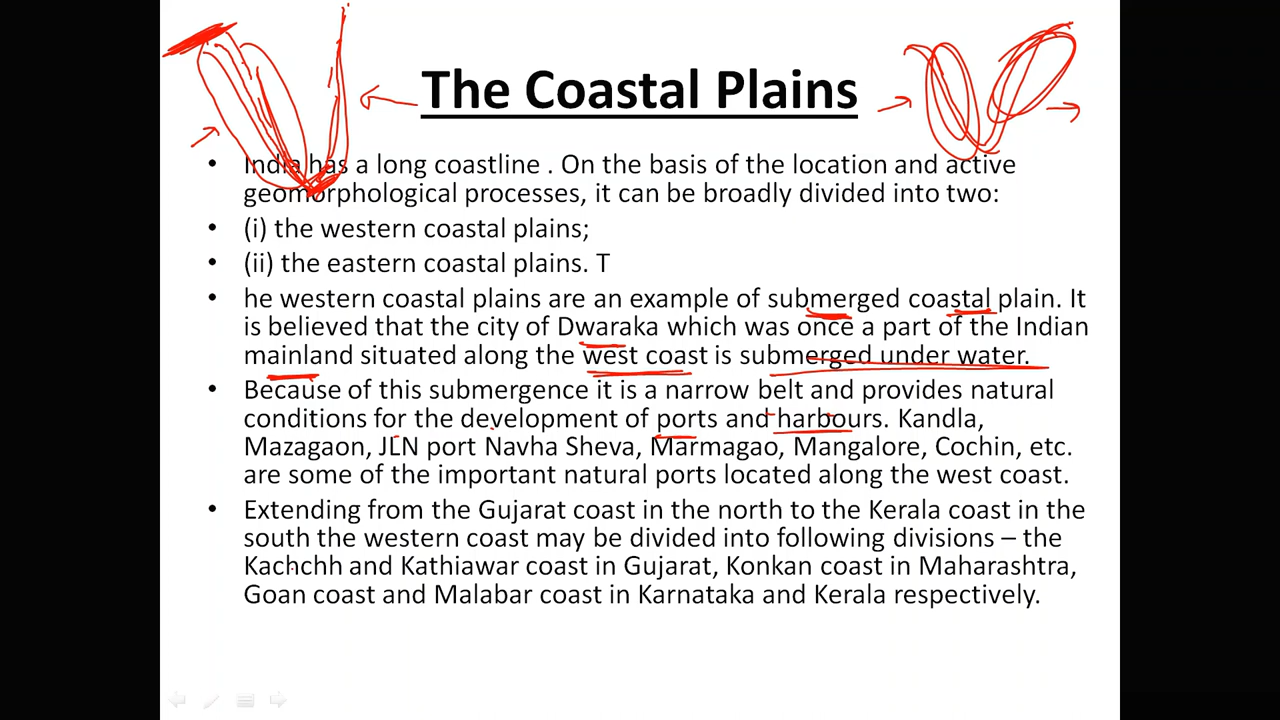 The Coastal Plains
• India has a long coastline . On the basis of the location and active
geomorphological processes, it can be broadly divided into two:
• (i) the western coastal plains;
• (ii) the eastern coastal plains. T
• he western coastal plains are an example of submerged coastal plain. It
is believed that the city of Dwaraka which was once a part of the Indian
mainland situated along the west coast is submerged under water.
• Because of this submergence it is a narrow belt and provides natural
conditions for the development of ports and harbours. Kandla,
Mazagaon, JLN port Navha Sheva, Marmagao, Mangalore, Cochin, etc.
are some of the important natural ports located along the west coast.
• Extending from the Gujarat coast in the north to the Kerala coast in the
south the western coast may be divided into following divisions – the
Kachchh and Kathiawar coast in Gujarat, Konkan coast in Maharashtra,
Goan coast and Malabar coast in Karnataka and Kerala respectively.